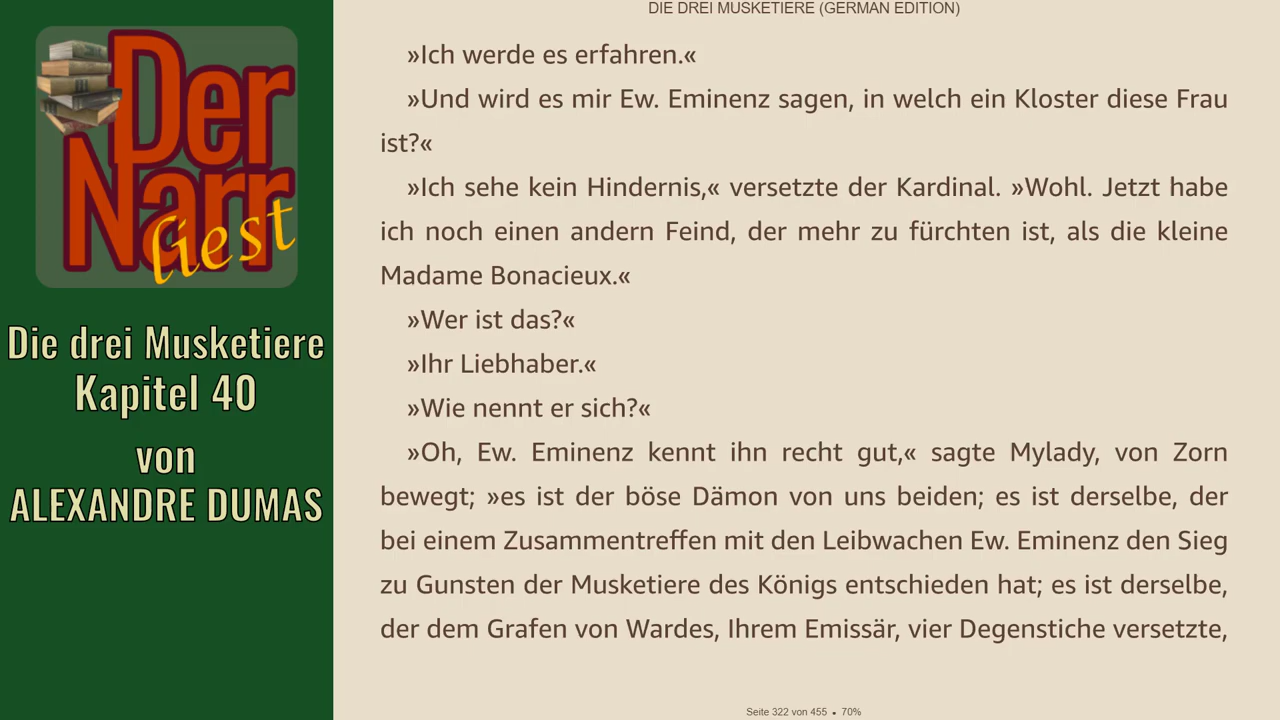 Der
Narr
liest
Die drei Musketiere
Kapitel 40
von
ALEXANDRE DUMAS
DIE DREI MUSKETIERE (GERMAN EDITION)
»Ich werde es erfahren.«
»Und wird es mir Ew. Eminenz sagen, in welch ein Kloster diese Frau
ist?«
»Ich sehe kein Hindernis,« versetzte der Kardinal. »Wohl. Jetzt habe
ich noch einen andern Feind, der mehr zu fürchten ist, als die kleine
Madame Bonacieux.«
»Wer ist das?«
»Ihr Liebhaber.«
»Wie nennt er sich?«
»Oh, Ew. Eminenz kennt ihn recht gut,« sagte Mylady, von Zorn
bewegt; »es ist der böse Dämon von uns beiden; es ist derselbe, der
bei einem Zusammentreffen mit den Leibwachen Ew. Eminenz den Sieg
zu Gunsten der Musketiere des Königs entschieden hat; es ist derselbe,
der dem Grafen von Wardes, Ihrem Emissär, vier Degenstiche versetzte,
Seite 322 von 455 • 70%